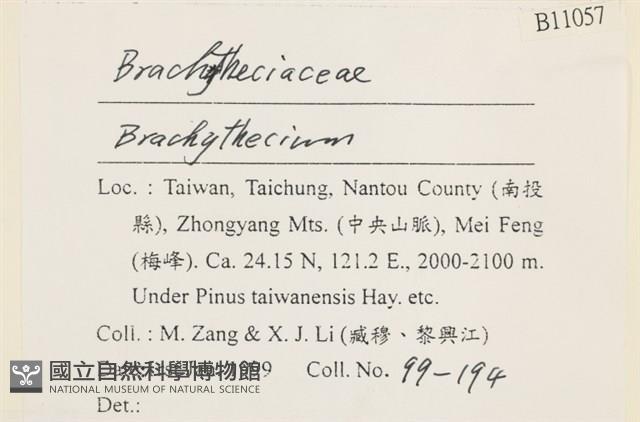 B11057
Brachytheciaceae
Brachythecium
Loc. : Taiwan, Taichung, Nantou County (南投
縣), Zhongyang Mts. (中央山脈), Mei Feng
(梅峰). Ca. 24.15 N, 121.2 E., 2000-2100 m.
Under Pinus taiwanensis Hay. etc.
Coll. : M. Zang & X. J. Li (臧穆、黎興江)
1999 Coll. No. 99-194
國立自然科學博物館
NATIONAL MUSEUM OF NATURAL SCIENCE
Det.: